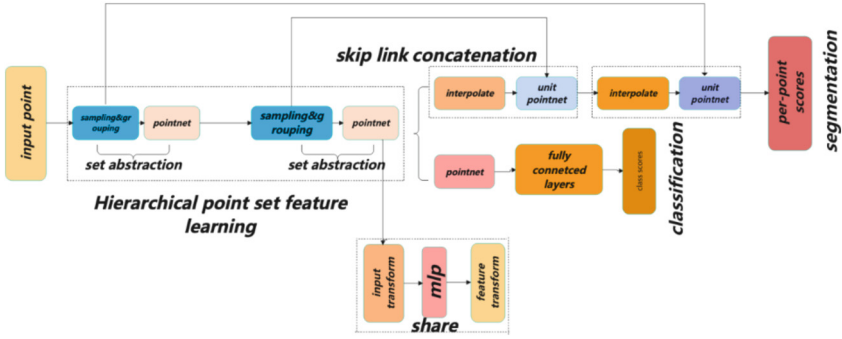 skip link concatenation
input point
sampling&gr
ouping
pointnet
set abstraction
sampling&g
rouping
pointnet
set abstraction
Hierarchical point set feature
learning
interpolate
unit
pointnet
interpolate
unit
pointnet
per-point
scores
segmentation
pointnet
fully
connetced
layers
class scores
classification
input
transform
mlp
feature
transform
share